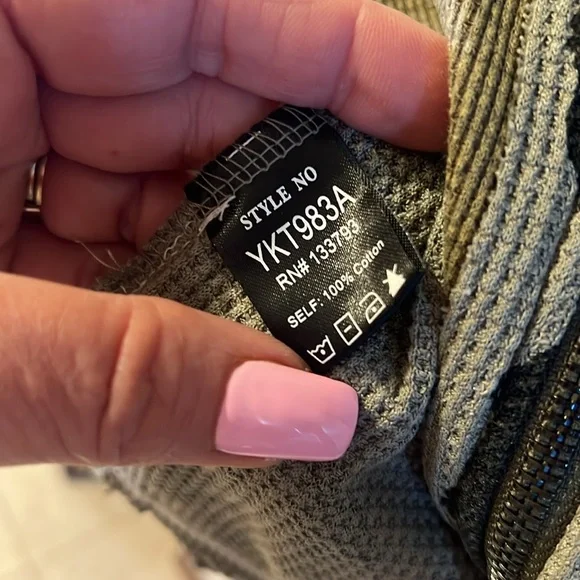 STYLE NO
YKT983A
RN# 133793
SELF: 100% Cotton